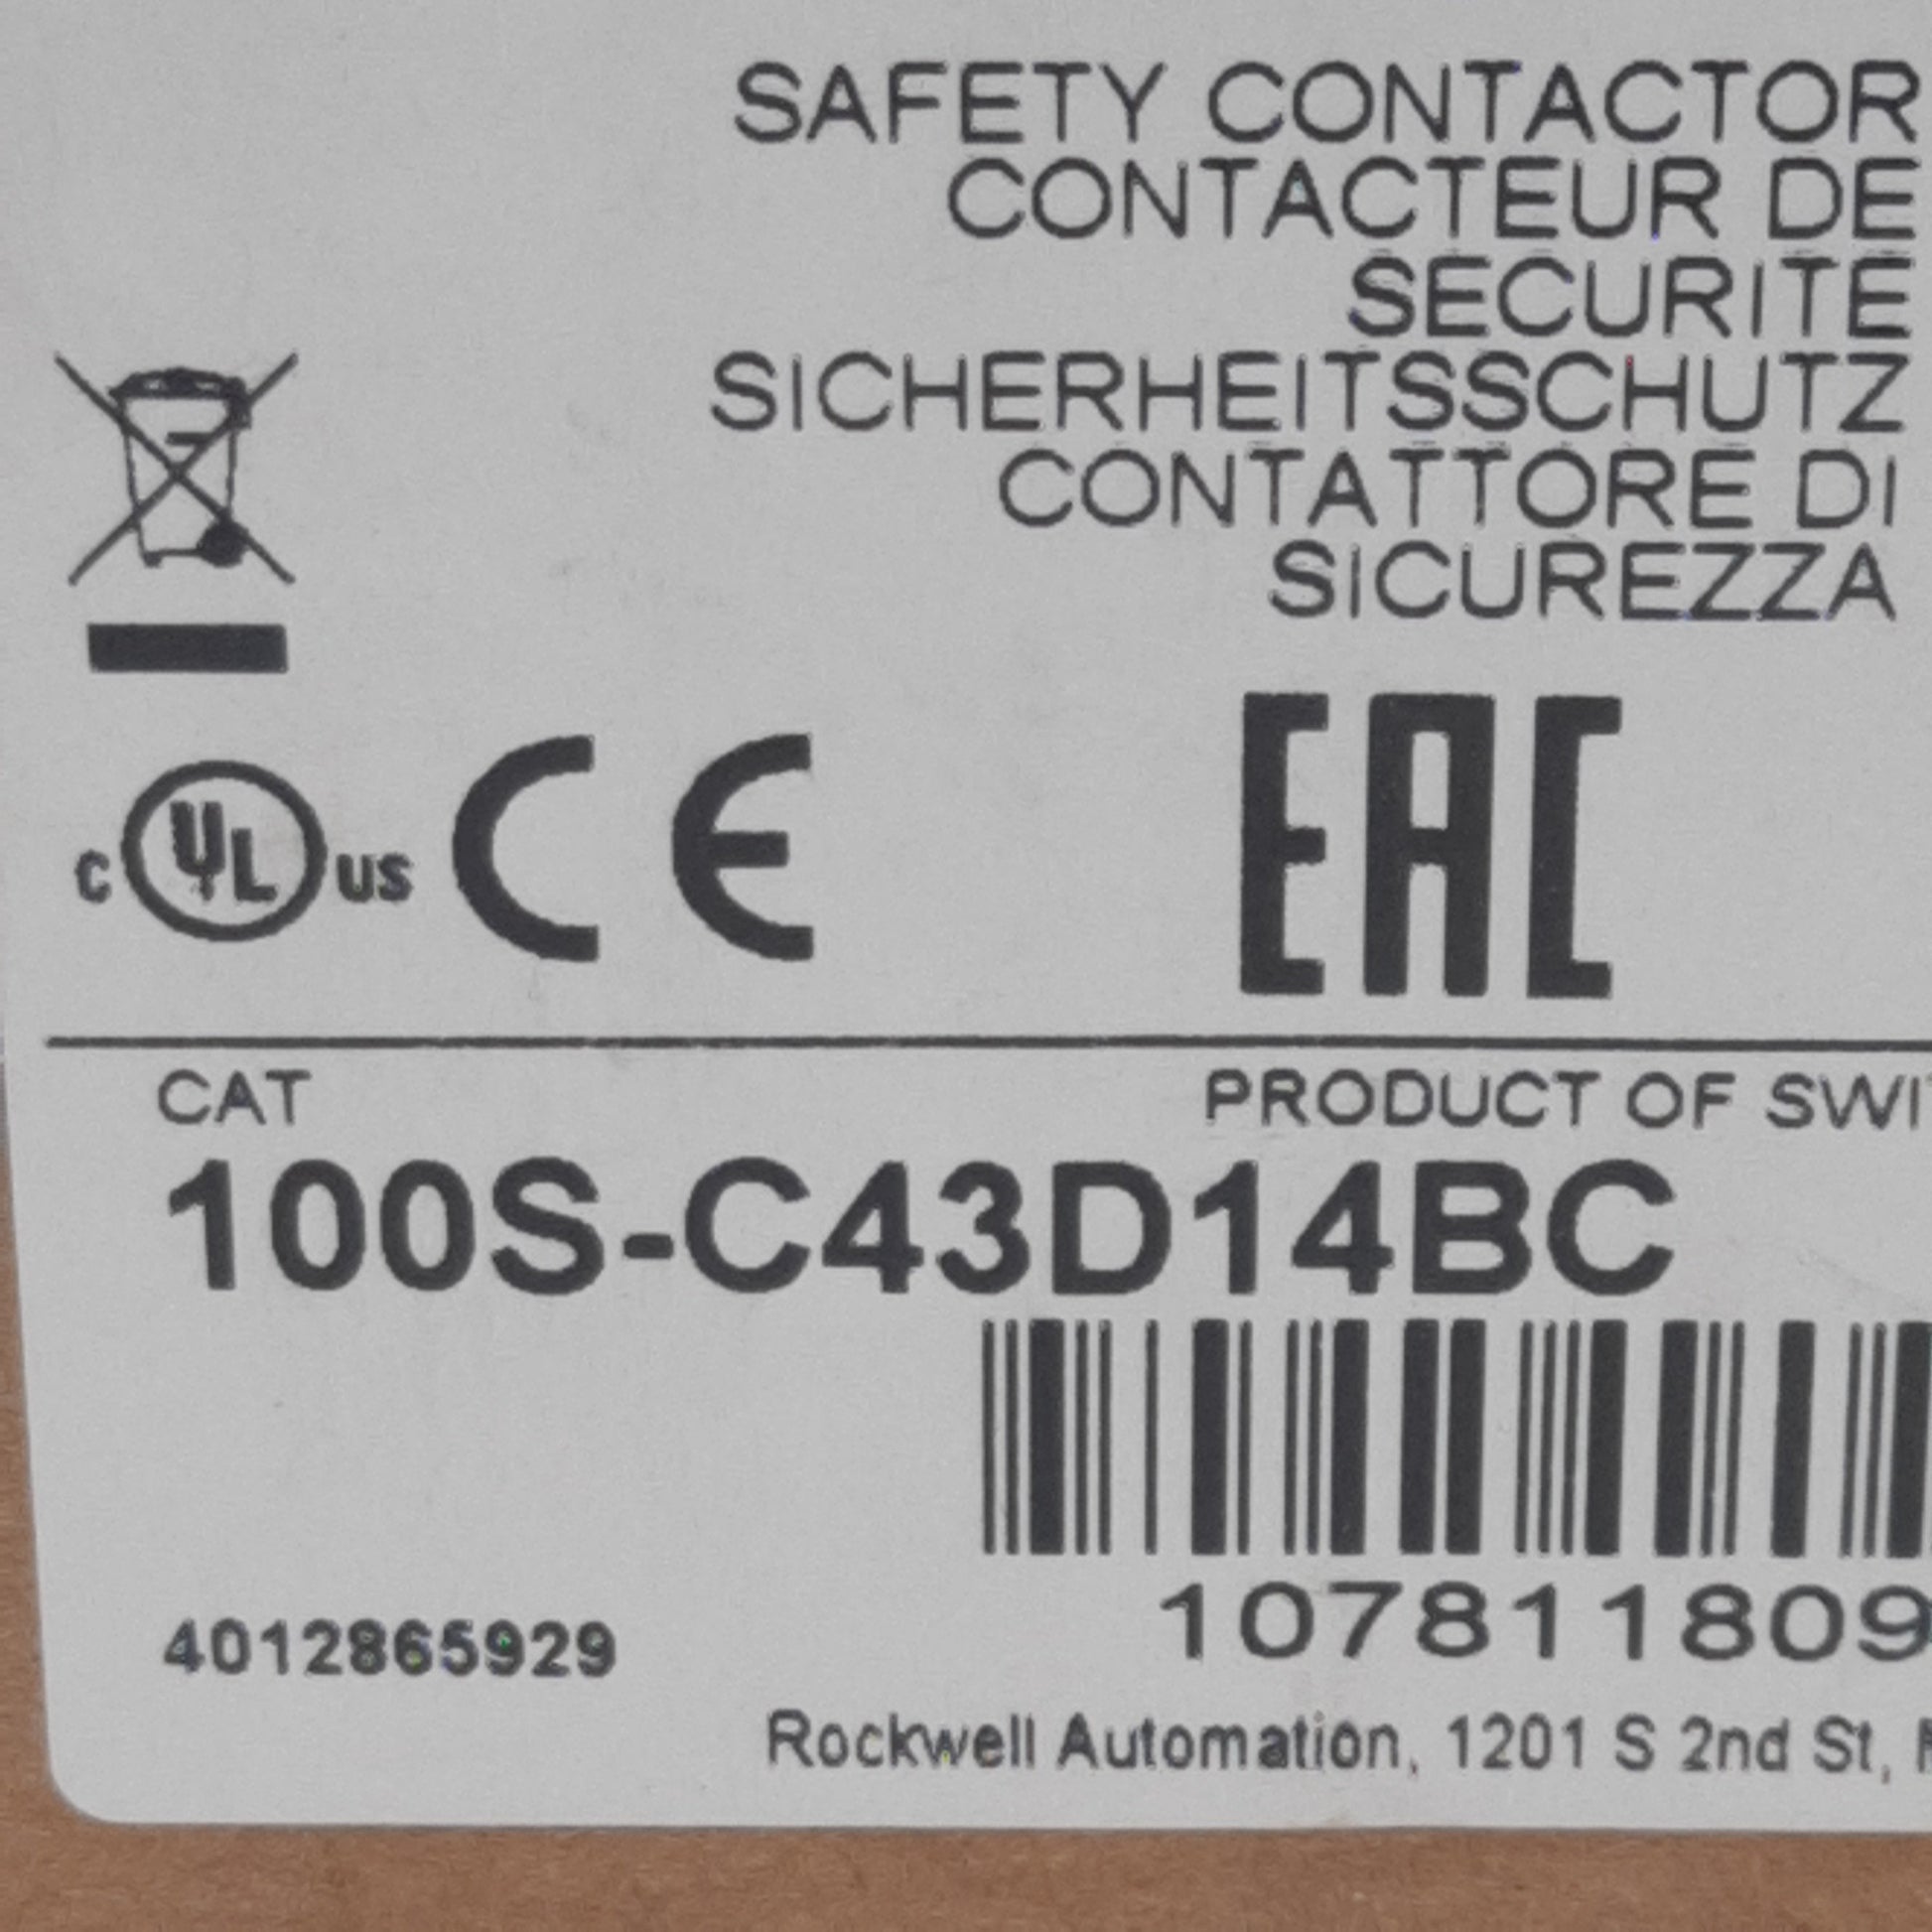 SAFETY CONTACTOR
CONTACTEUR DE
SECURITE
SICHERHEITSSCHUTZ
CONTATTORE DI
SICUREZZA
c UL us CE EAC
CAT PRODUCT OF
100S-C43D14BC
107811809
4012865929
Rockwell Automation, 1201 S 2nd St,